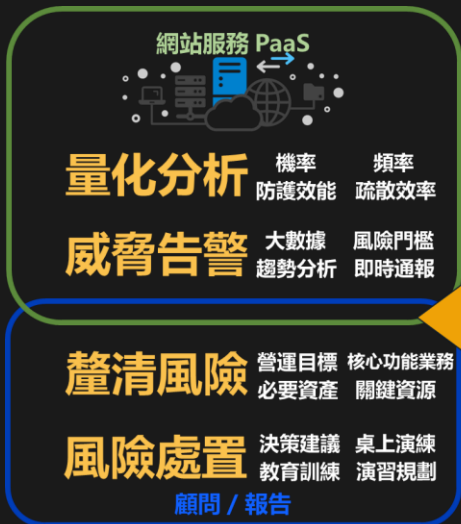 網站服務 PaaS
量化分析 機率 頻率
防護效能 疏散效率
威脅告警 大數據 風險門檻
趨勢分析 即時通報
釐清風險 營運目標 核心功能業務
必要資產 關鍵資源
風險處置 決策建議 桌上演練
教育訓練 演習規劃
顧問 / 報告